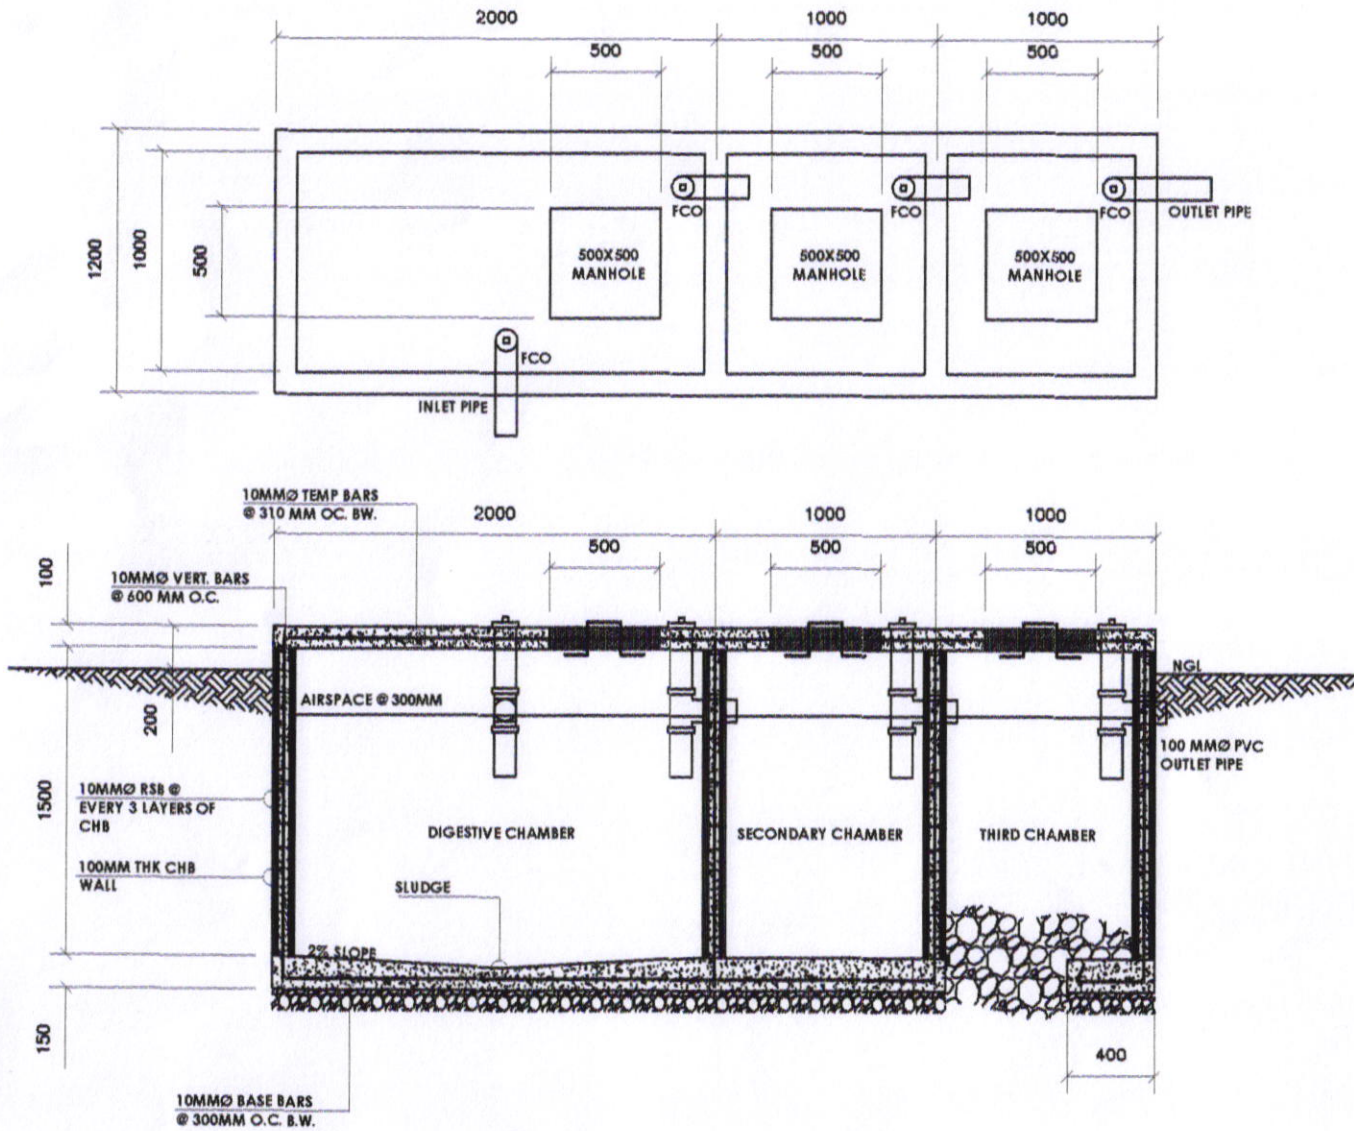 2000
1000
1000
500
500
500
1200
1000
500
FCO
FCO
FCO
OUTLET PIPE
500X500
MANHOLE
500X500
MANHOLE
500X500
MANHOLE
FCO
INLET PIPE
10MMØ TEMP BARS
@ 310 MM OC. BW.
2000
1000
1000
500
500
500
100
10MMØ VERT. BARS
@ 600 MM O.C.
NGL
AIRSPACE @ 300MM
200
100 MMØ PVC
OUTLET PIPE
1500
10MMØ RSB @
EVERY 3 LAYERS OF
CHB
DIGESTIVE CHAMBER
SECONDARY CHAMBER
THIRD CHAMBER
100MM THK CHB
WALL
SLUDGE
2% SLOPE
150
400
10MMØ BASE BARS
@ 300MM O.C. B.W.